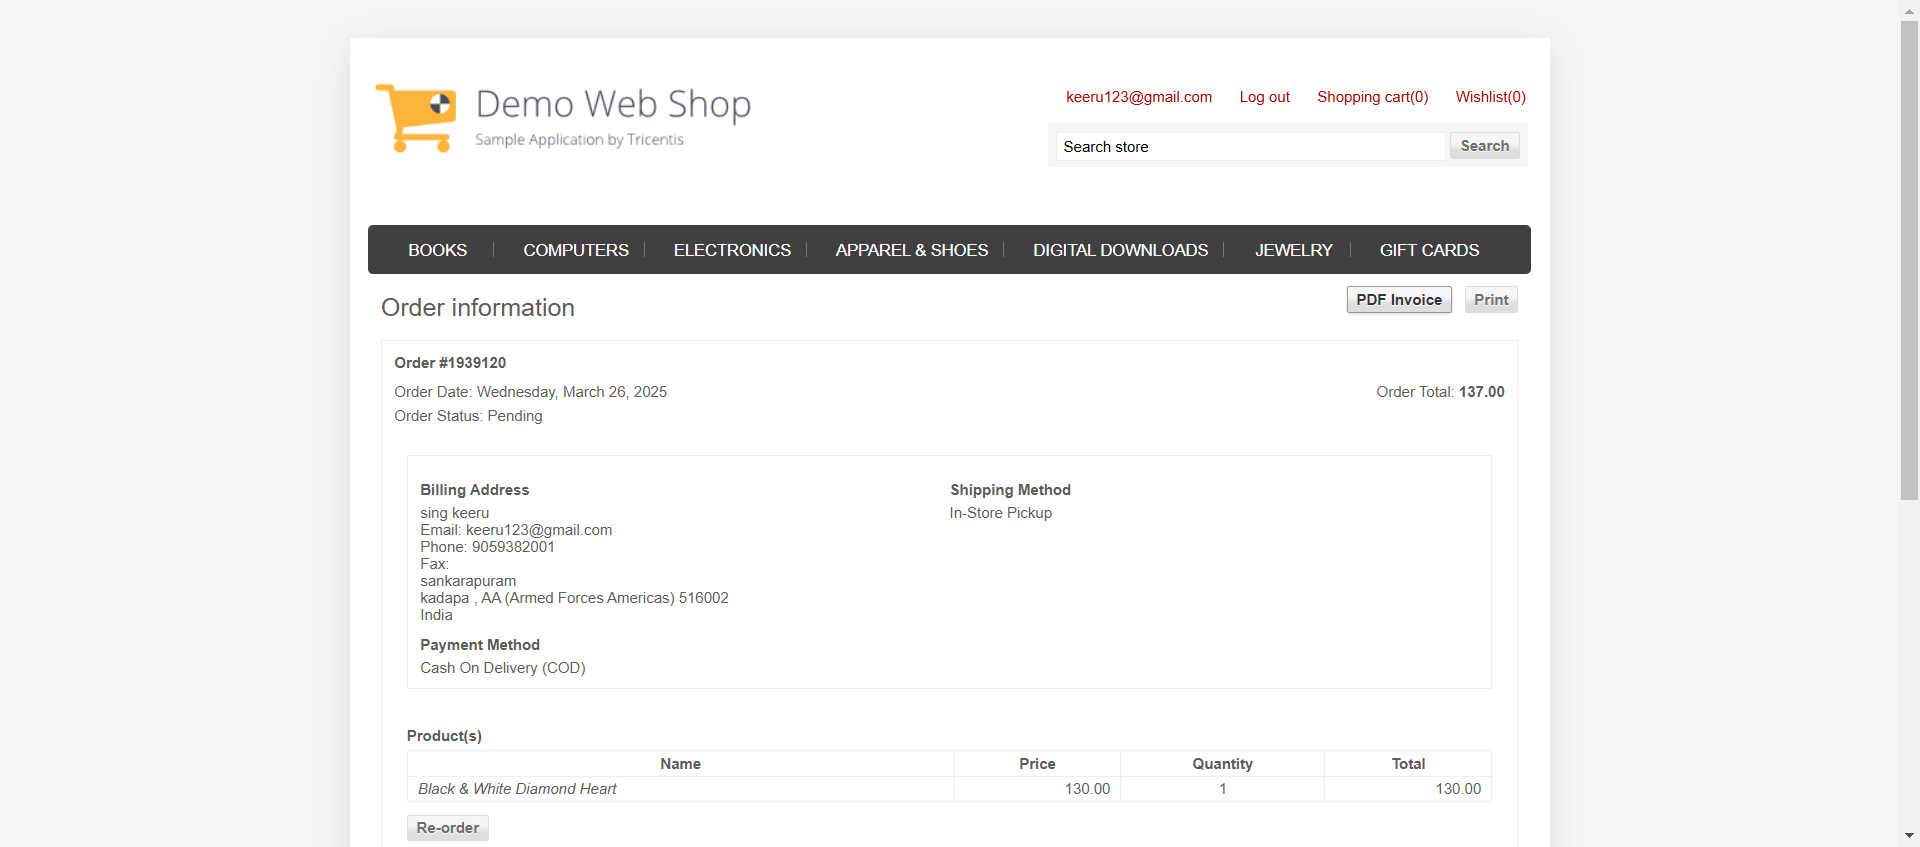 Demo Web Shop
Sample Application by Tricentis
keeru123@gmail.com Log out Shopping cart(0) Wishlist(0)
Search store Search
BOOKS COMPUTERS ELECTRONICS APPAREL & SHOES DIGITAL DOWNLOADS JEWELRY GIFT CARDS
Order information PDF Invoice Print
Order #1939120
Order Date: Wednesday, March 26, 2025 Order Total: 137.00
Order Status: Pending
Billing Address
sing keeru
Email: keeru123@gmail.com
Phone: 9059382001
Fax:
sankarapuram
kadapa , AA (Armed Forces Americas) 516002
India
Payment Method
Cash On Delivery (COD)
Shipping Method
In-Store Pickup
Product(s)
Name Price Quantity Total
Black & White Diamond Heart 130.00 1 130.00
Re-order